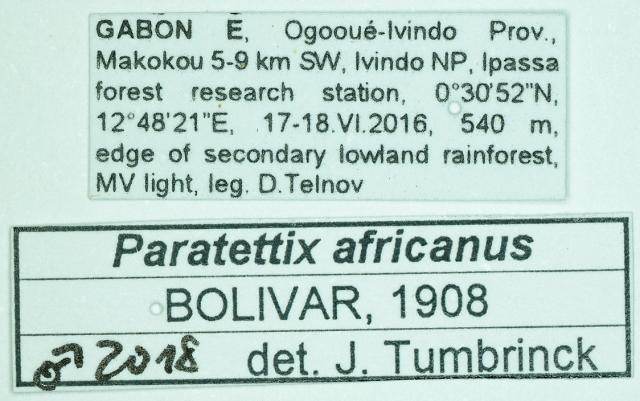 GABON E, Ogooué-Ivindo Prov.,
Makokou 5-9 km SW, Ivindo NP, Ipassa
forest research station, 0°30'52"N,
12°48'21"E, 17-18.VI.2016, 540 m,
edge of secondary lowland rainforest,
MV light, leg. D.Telnov
Paratettix africanus
BOLIVAR, 1908
♂ 2018 det. J. Tumbrinck